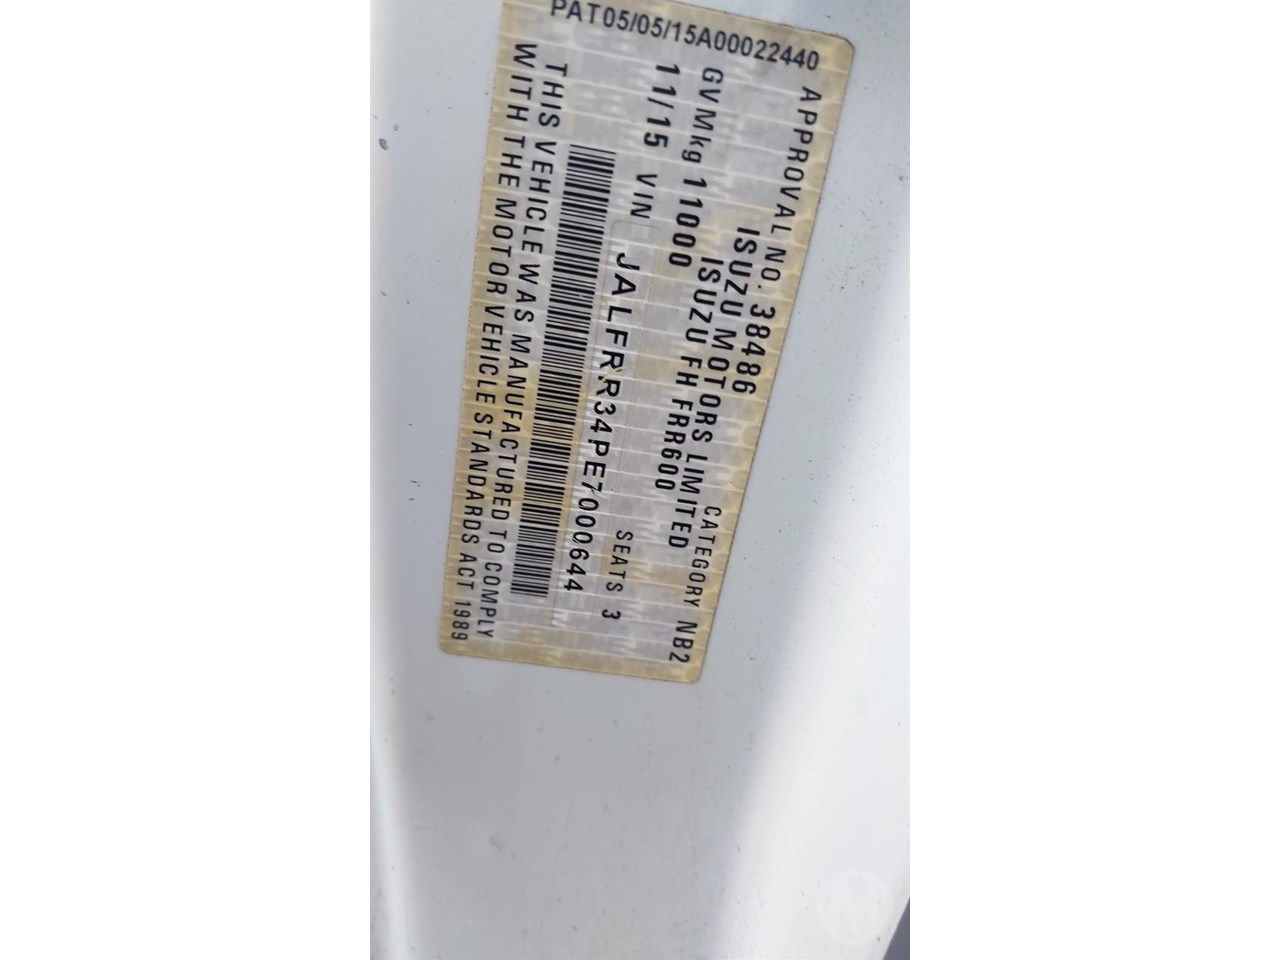 PAT05/05/15A00022440
APPROVAL NO. 38486 CATEGORY NB2
ISUZU MOTORS LIMITED
ISUZU FH FRR600
GVMkg 11000 SEATS 3
11/15 VIN JALFRR34PE7000644
THIS VEHICLE WAS MANUFACTURED TO COMPLY
WITH THE MOTOR VEHICLE STANDARDS ACT 1989